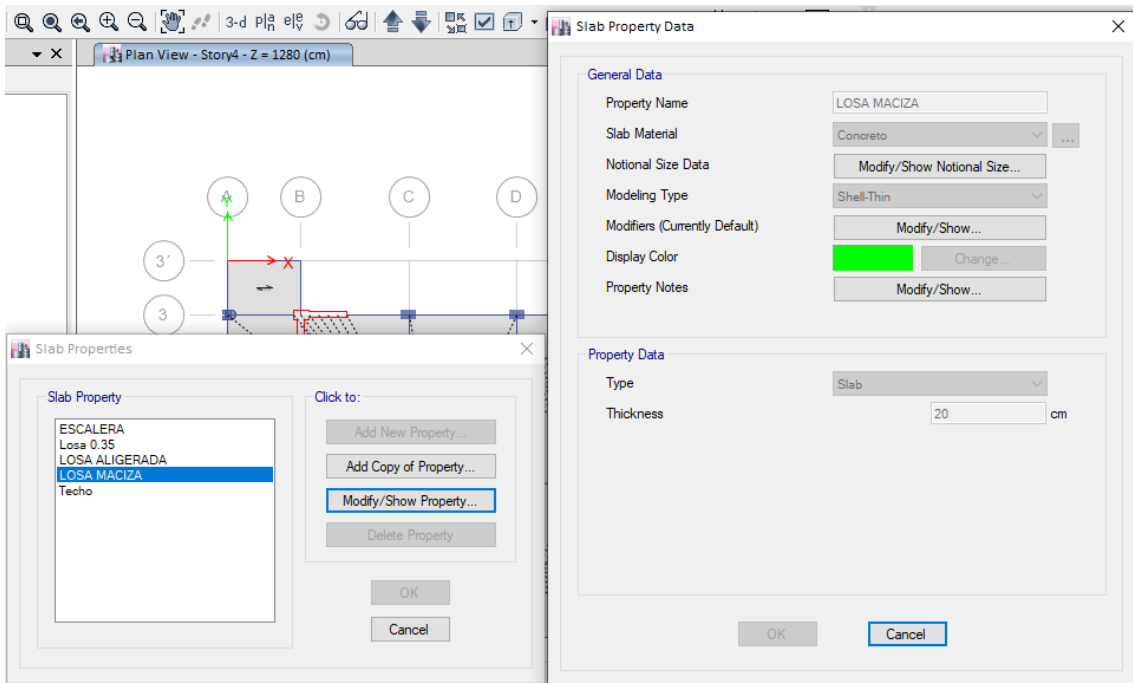 3-d Plan elev
Plan View - Story4 - Z = 1280 (cm)
A
B
C
D
Y
X
3´
3
Slab Properties
Slab Property
ESCALERA
Losa 0.35
LOSA ALIGERADA
LOSA MACIZA
Techo
Click to:
Add New Property...
Add Copy of Property...
Modify/Show Property...
Delete Property
OK
Cancel
Slab Property Data
General Data
Property Name LOSA MACIZA
Slab Material Concreto ...
Notional Size Data Modify/Show Notional Size...
Modeling Type Shell-Thin
Modifiers (Currently Default) Modify/Show...
Display Color Change...
Property Notes Modify/Show...
Property Data
Type Slab
Thickness 20 cm
OK Cancel